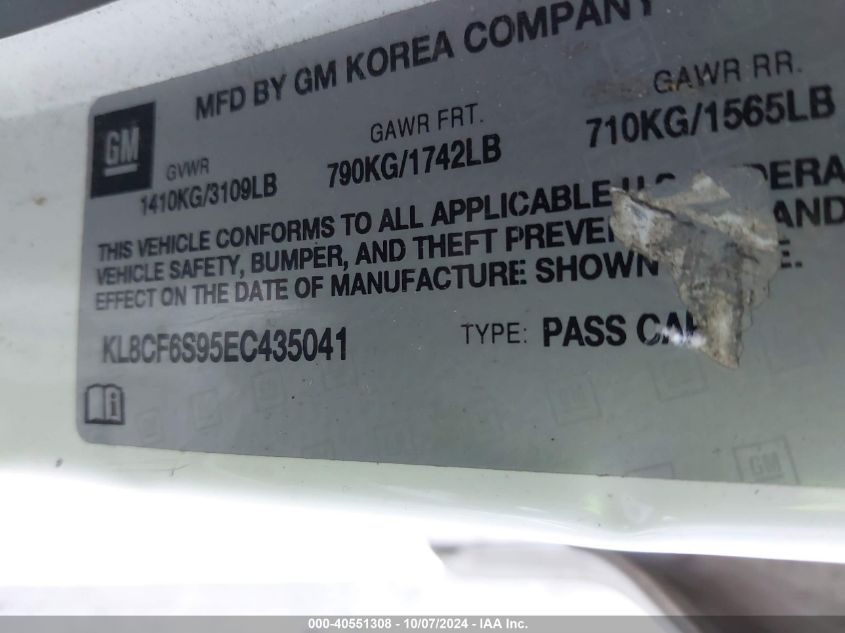 MFD BY GM KOREA COMPANY
GM
GVWR
1410KG/3109LB
GAWR FRT.
790KG/1742LB
GAWR RR.
710KG/1565LB
THIS VEHICLE CONFORMS TO ALL APPLICABLE
VEHICLE SAFETY, BUMPER, AND THEFT AND
EFFECT ON THE DATE OF MANUFACTURE SHOWN
KL8CF6S95EC435041
TYPE: PASS
GM
000-40551308 - 10/07/2024 - IAA Inc.